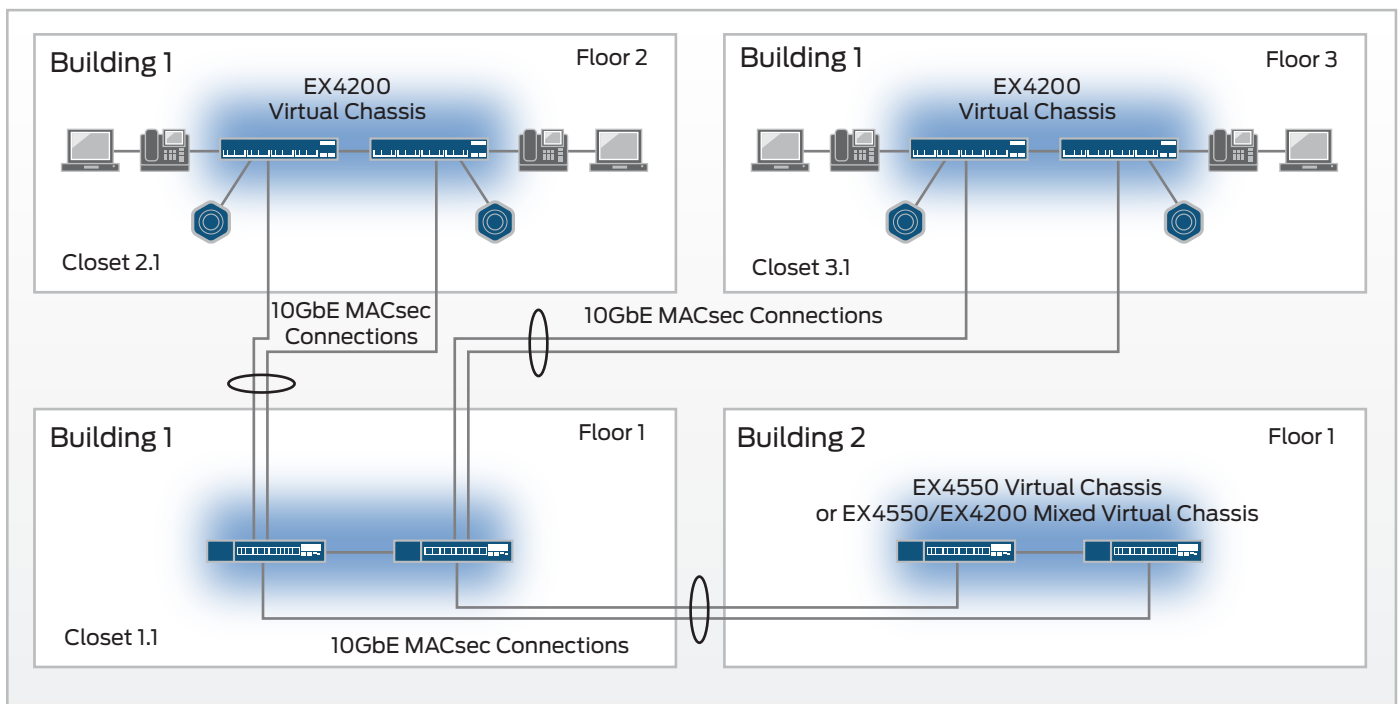 Building 1
Floor 2
EX4200
Virtual Chassis
Closet 2.1
Building 1
Floor 3
EX4200
Virtual Chassis
Closet 3.1
10GbE MACsec
Connections
10GbE MACsec Connections
Building 1
Floor 1
Closet 1.1
Building 2
Floor 1
EX4550 Virtual Chassis
or EX4550/EX4200 Mixed Virtual Chassis
10GbE MACsec Connections